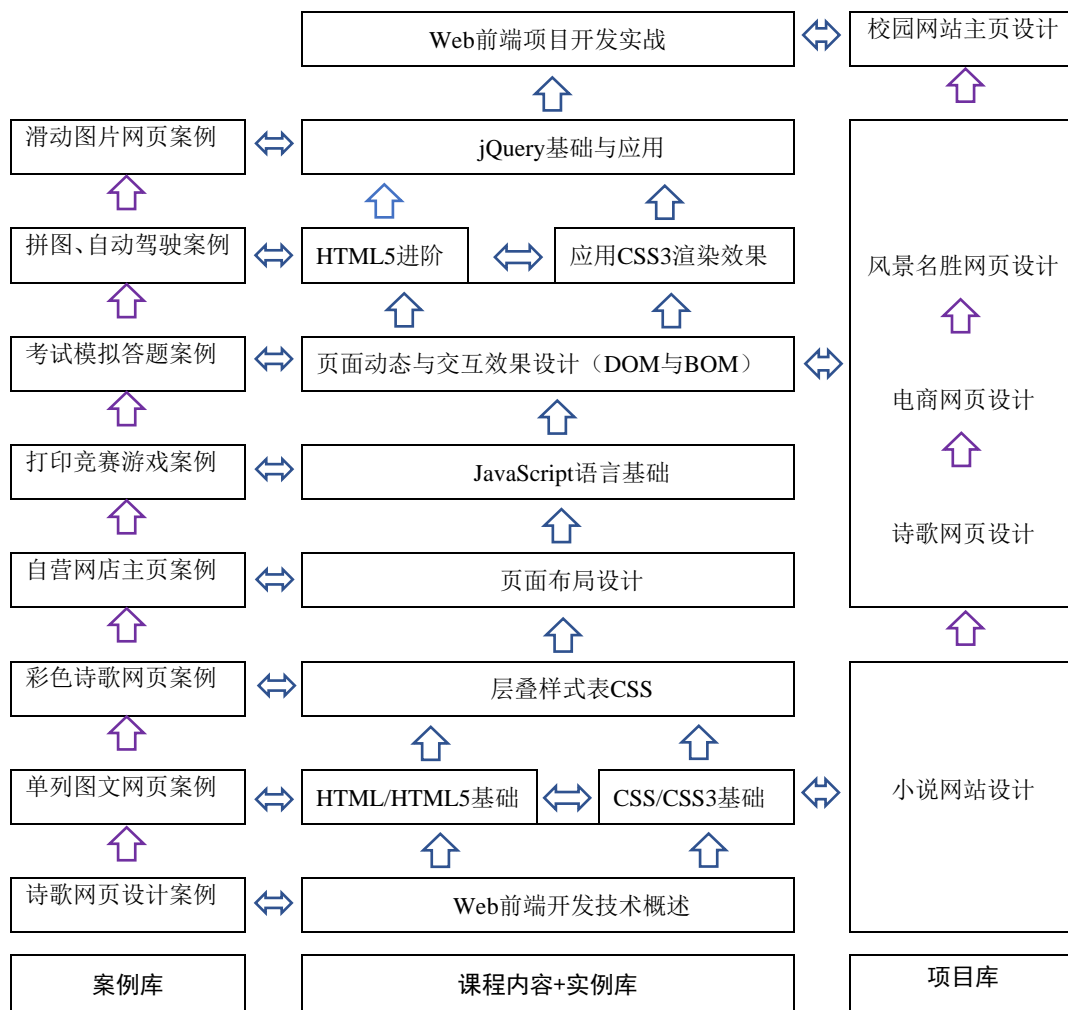 Web前端项目开发实战
校园网站主页设计
滑动图片网页案例
jQuery基础与应用
拼图、自动驾驶案例
HTML5进阶
应用CSS3渲染效果
风景名胜网页设计
考试模拟答题案例
页面动态与交互效果设计（DOM与BOM）
电商网页设计
打印竞赛游戏案例
JavaScript语言基础
诗歌网页设计
自营网店主页案例
页面布局设计
彩色诗歌网页案例
层叠样式表CSS
单列图文网页案例
HTML/HTML5基础
CSS/CSS3基础
小说网站设计
诗歌网页设计案例
Web前端开发技术概述
案例库
课程内容+实例库
项目库